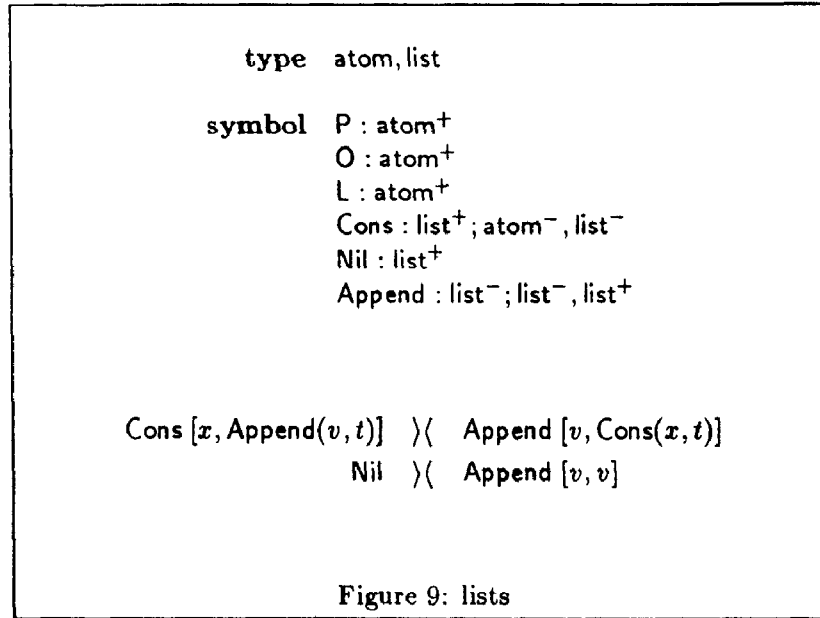 type atom, list
symbol P : atom⁺
O : atom⁺
L : atom⁺
Cons : list⁺; atom⁻, list⁻
Nil : list⁺
Append : list⁻; list⁻, list⁺
Cons [x, Append(v, t)] ⟩⟨ Append [v, Cons(x, t)]
Nil ⟩⟨ Append [v, v]
Figure 9: lists